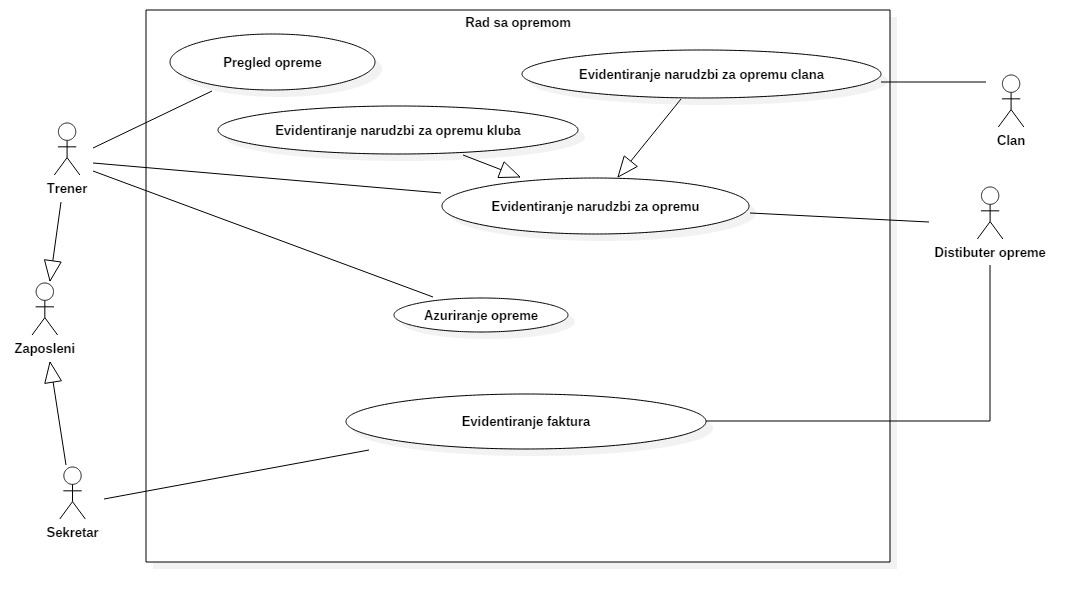 Rad sa opremom
Pregled opreme
Evidentiranje narudzbi za opremu clana
Evidentiranje narudzbi za opremu kluba
Clan
Trener
Evidentiranje narudzbi za opremu
Distibuter opreme
Azuriranje opreme
Zaposleni
Evidentiranje faktura
Sekretar